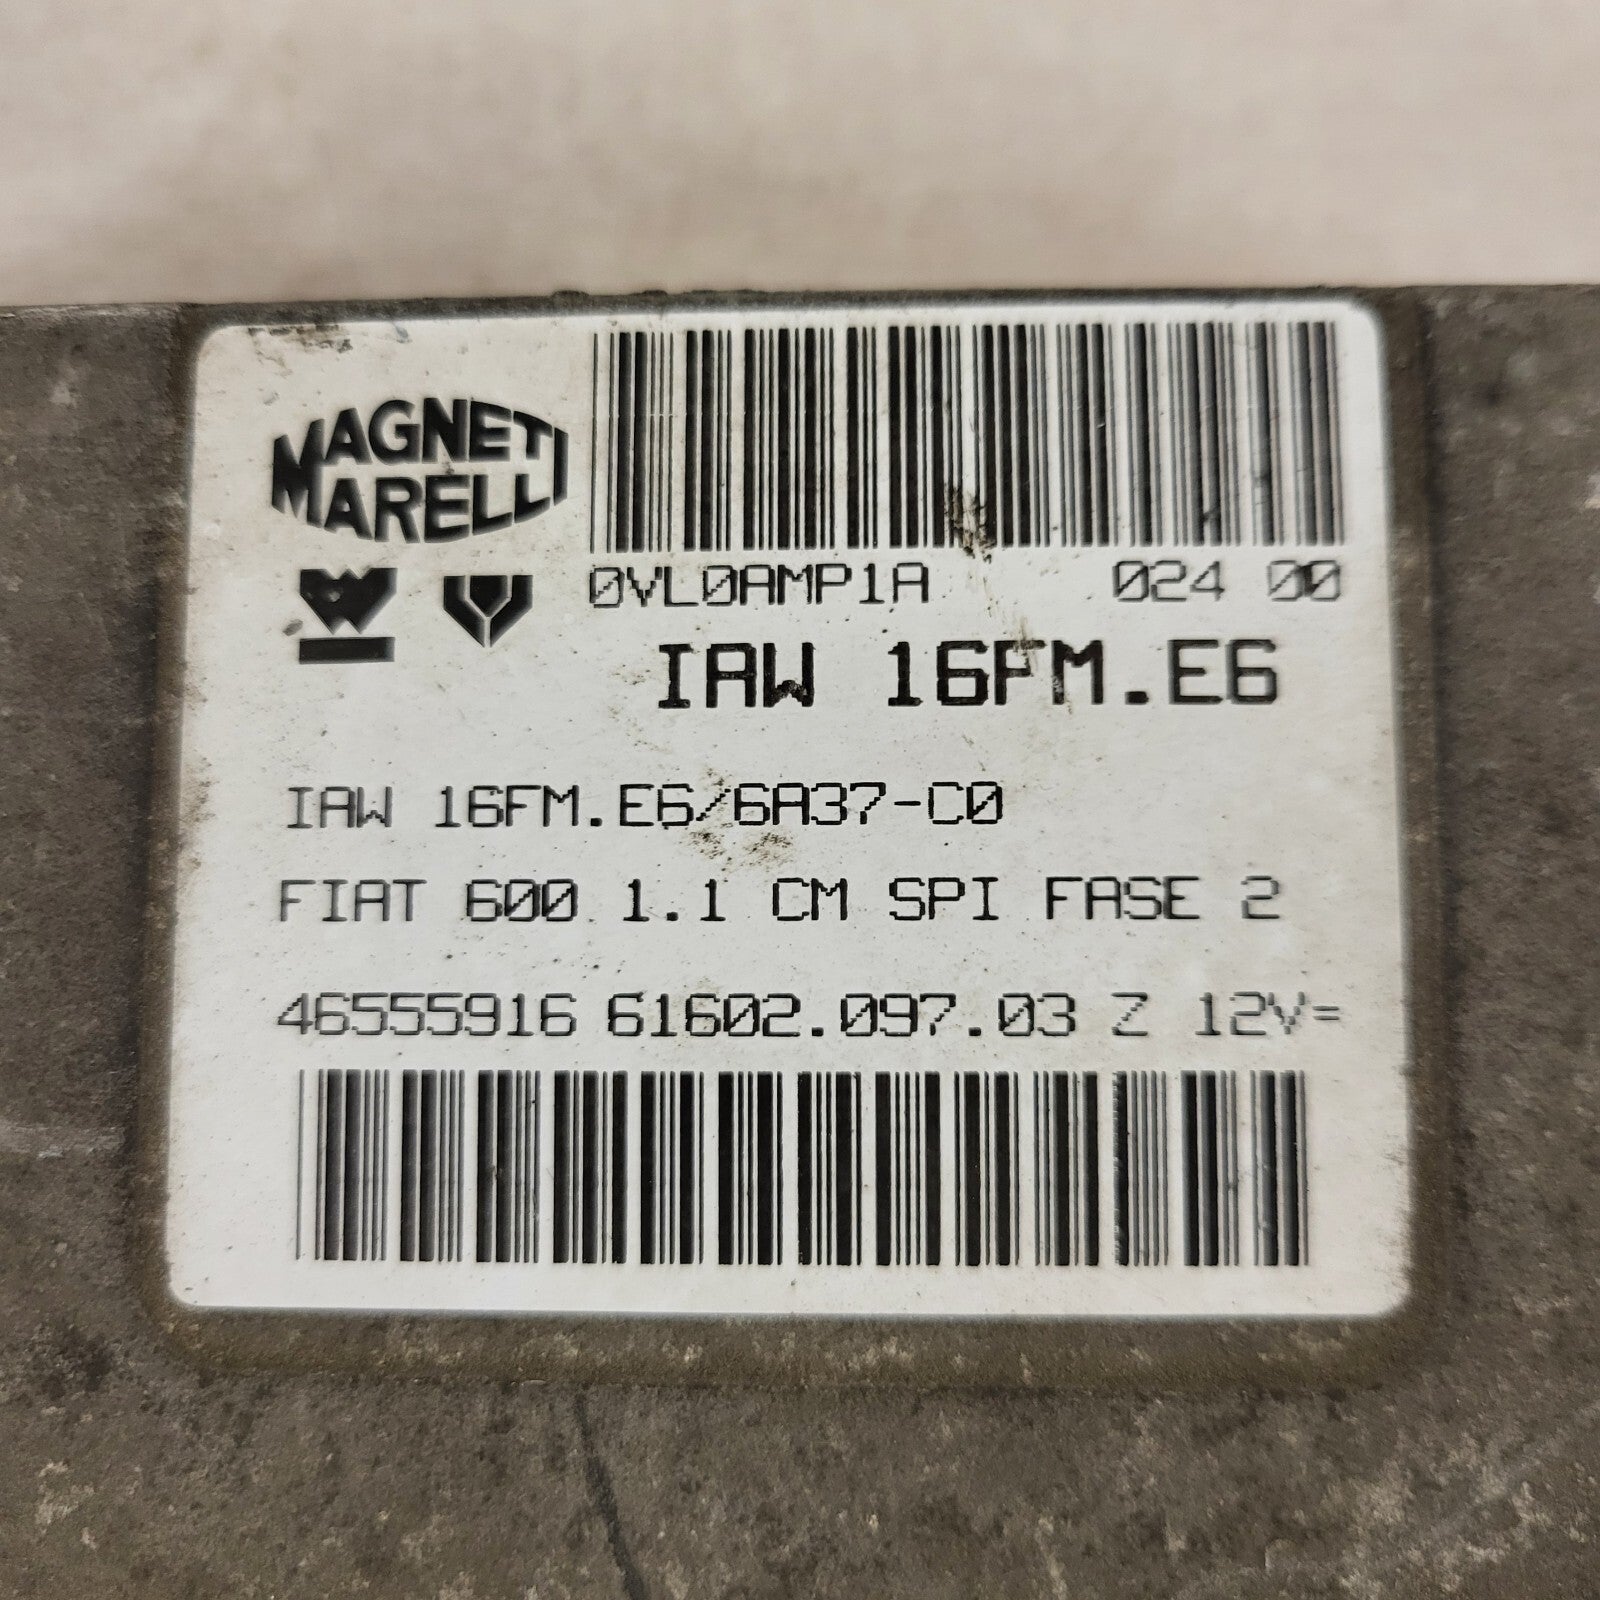 MAGNETI
MARELLI
0VL0AMP1A 024 00
IAW 16FM.E6
IAW 16FM.E6/6A37-C0
FIAT 600 1.1 CM SPI FASE 2
46555916 61602.097.03 Z 12V=